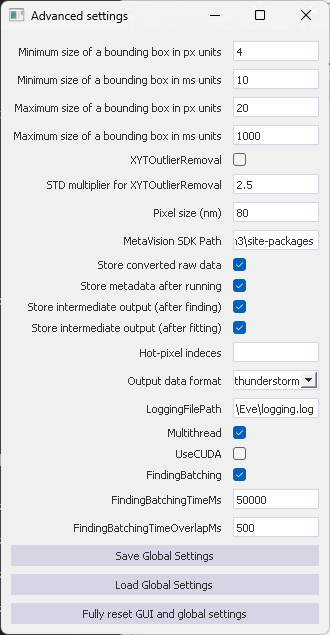 Advanced settings
Minimum size of a bounding box in px units 4
Minimum size of a bounding box in ms units 10
Maximum size of a bounding box in px units 20
Maximum size of a bounding box in ms units 1000
XYTOutlierRemoval
STD multiplier for XYTOutlierRemoval 2.5
Pixel size (nm) 80
MetaVision SDK Path 13\site-packages
Store converted raw data
Store metadata after running
Store intermediate output (after finding)
Store intermediate output (after fitting)
Hot-pixel indeces
Output data format thunderstorm
LoggingFilePath \Eve\logging.log
Multithread
UseCUDA
FindingBatching
FindingBatchingTimeMs 50000
FindingBatchingTimeOverlapMs 500
Save Global Settings
Load Global Settings
Fully reset GUI and global settings